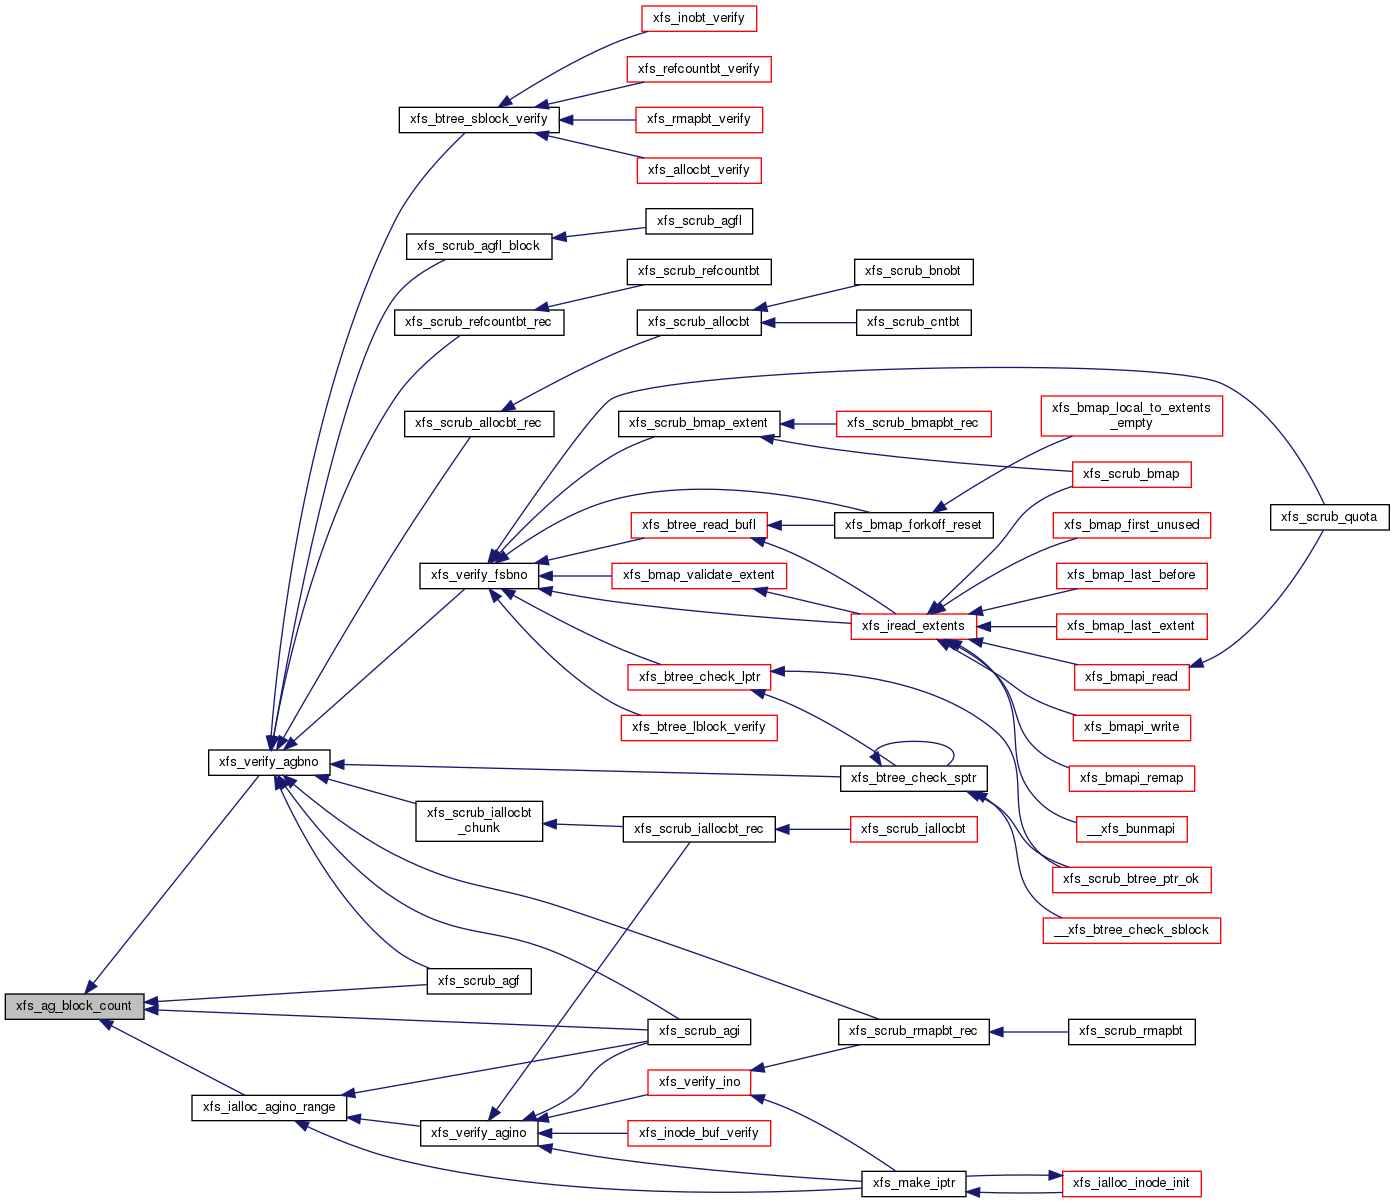 xfs_inobt_verify
xfs_refcountbt_verify
xfs_btree_sblock_verify
xfs_rmapbt_verify
xfs_allocbt_verify
xfs_scrub_agfl
xfs_scrub_agfl_block
xfs_scrub_refcountbt
xfs_scrub_bnobt
xfs_scrub_refcountbt_rec
xfs_scrub_allocbt
xfs_scrub_cntbt
xfs_scrub_allocbt_rec
xfs_scrub_bmap_extent
xfs_scrub_bmapbt_rec
xfs_bmap_local_to_extents
_empty
xfs_scrub_bmap
xfs_btree_read_bufl
xfs_bmap_forkoff_reset
xfs_bmap_first_unused
xfs_scrub_quota
xfs_verify_fsbno
xfs_bmap_validate_extent
xfs_bmap_last_before
xfs_iread_extents
xfs_bmap_last_extent
xfs_btree_check_lptr
xfs_bmapi_read
xfs_btree_lblock_verify
xfs_bmapi_write
xfs_verify_agbno
xfs_btree_check_sptr
xfs_bmapi_remap
xfs_scrub_iallocbt
_chunk
xfs_scrub_iallocbt_rec
xfs_scrub_iallocbt
__xfs_bunmapi
xfs_scrub_btree_ptr_ok
__xfs_btree_check_sblock
xfs_scrub_agf
xfs_ag_block_count
xfs_scrub_agi
xfs_scrub_rmapbt_rec
xfs_scrub_rmapbt
xfs_verify_ino
xfs_ialloc_agino_range
xfs_verify_agino
xfs_inode_buf_verify
xfs_make_iptr
xfs_ialloc_inode_init